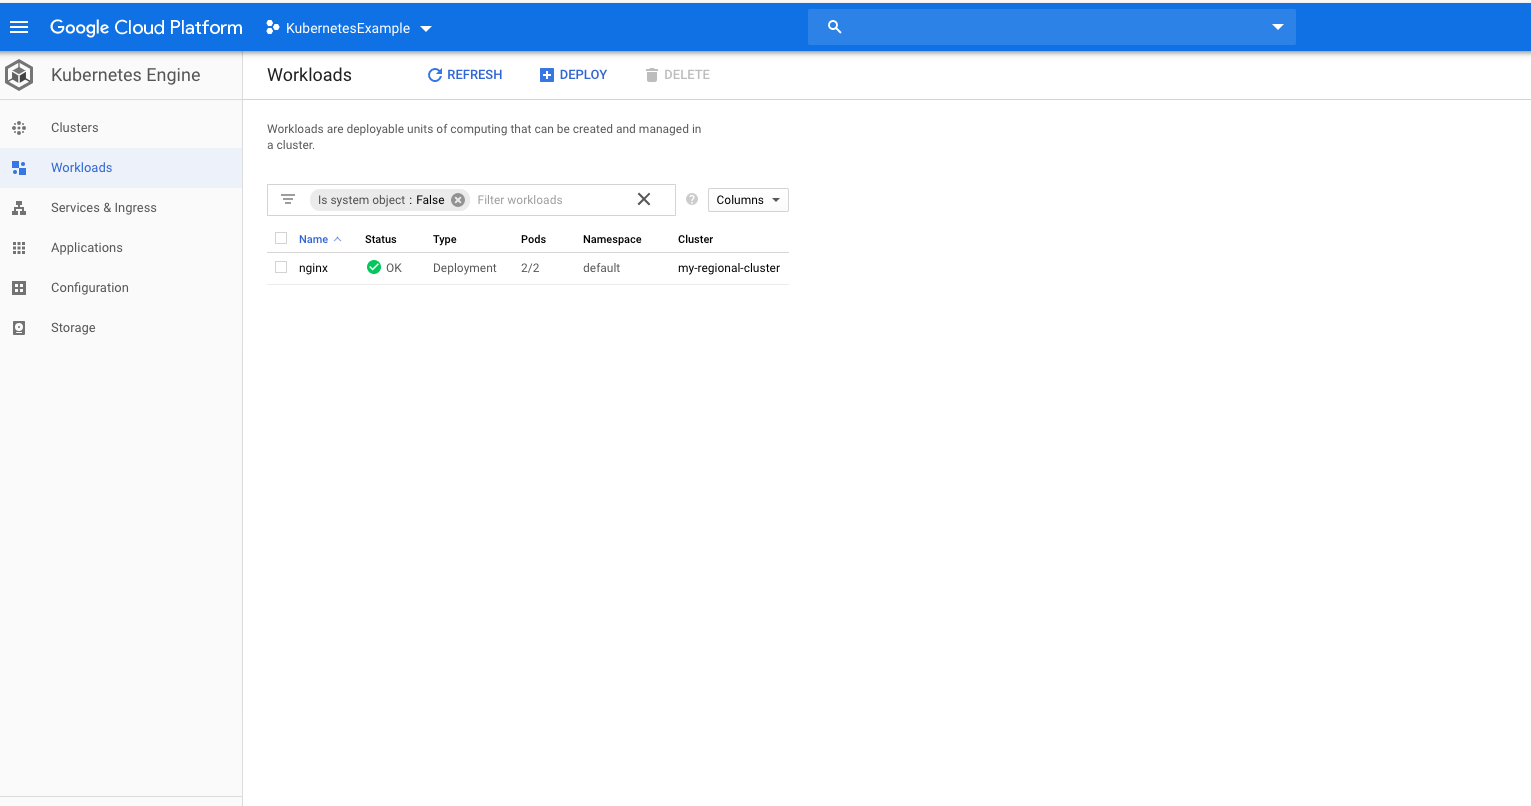 Google Cloud Platform
KubernetesExample
Kubernetes Engine
Workloads
REFRESH
DEPLOY
DELETE
Clusters
Workloads
Services & Ingress
Applications
Configuration
Storage
Workloads are deployable units of computing that can be created and managed in
a cluster.
Is system object : False
Filter workloads
Columns
Name Status Type Pods Namespace Cluster
nginx OK Deployment 2/2 default my-regional-cluster